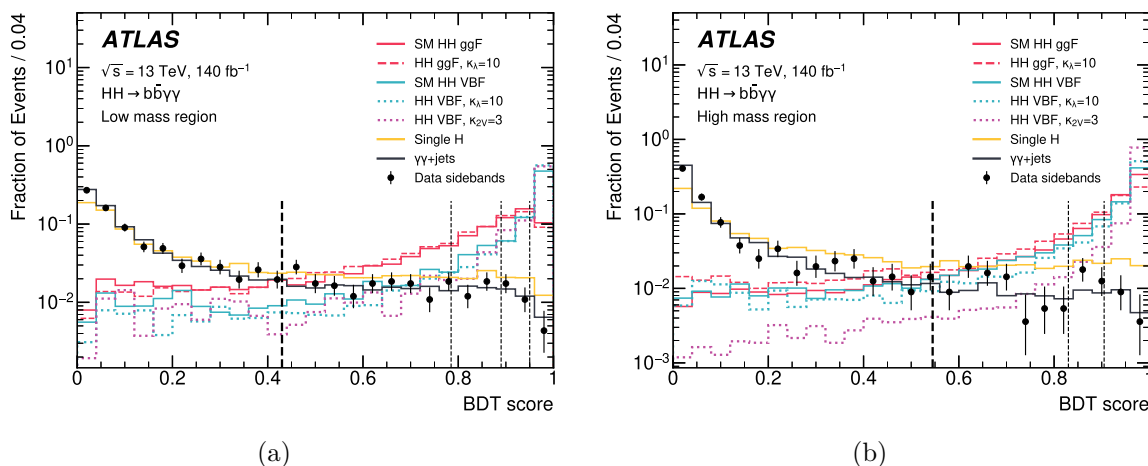 ATLAS
√s = 13 TeV, 140 fb⁻¹
HH → bb̄γγ
Low mass region
SM HH ggF
HH ggF, κλ=10
SM HH VBF
HH VBF, κλ=10
HH VBF, κ2V=3
Single H
γγ+jets
Data sidebands
Fraction of Events / 0.04
10¹
10⁰
10⁻¹
10⁻²
0 0.2 0.4 0.6 0.8 1
BDT score
(a)
ATLAS
√s = 13 TeV, 140 fb⁻¹
HH → bb̄γγ
High mass region
SM HH ggF
HH ggF, κλ=10
SM HH VBF
HH VBF, κλ=10
HH VBF, κ2V=3
Single H
γγ+jets
Data sidebands
Fraction of Events / 0.04
10¹
10⁰
10⁻¹
10⁻²
10⁻³
0 0.2 0.4 0.6 0.8 1
BDT score
(b)